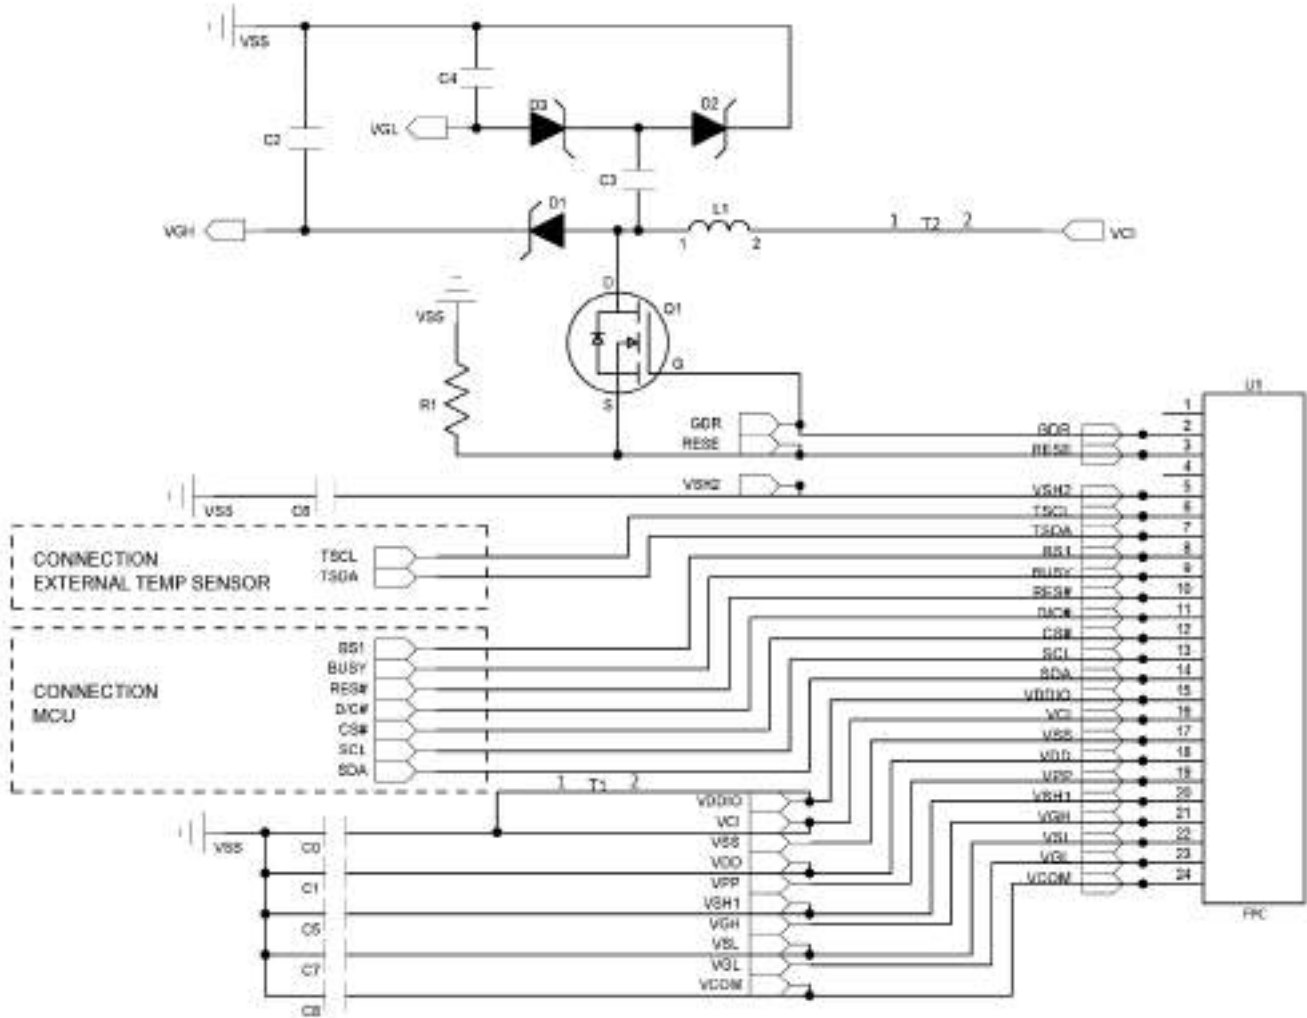 VSS
C4
D3
D2
VGL
C2
C3
D1
L1
VGH
1
2
1 T2 2
VCI
D
Q1
VSS
G
R1
S
U1
GDR
RESE
GDR
RESE
1
2
3
4
VSH2
VSH2
5
VSS
TSCL
6
TSDA
7
CONNECTION
EXTERNAL TEMP SENSOR
TSCL
TSDA
BS1
8
BUSY
9
RES#
10
D/C#
11
CONNECTION
MCU
BS1
BUSY
RES#
D/C#
CS#
SCL
SDA
CS#
12
SCL
13
SDA
14
VDDIO
15
VCI
16
VSS
17
VDD
18
VPP
19
VSH1
20
VGH
21
VSL
22
VGL
23
VCOM
24
FPC
1 T1 2
VDDIO
VCI
VSS
VDD
VPP
VSH1
VGH
VSL
VGL
VCOM
VSS
C0
C1
C5
C7